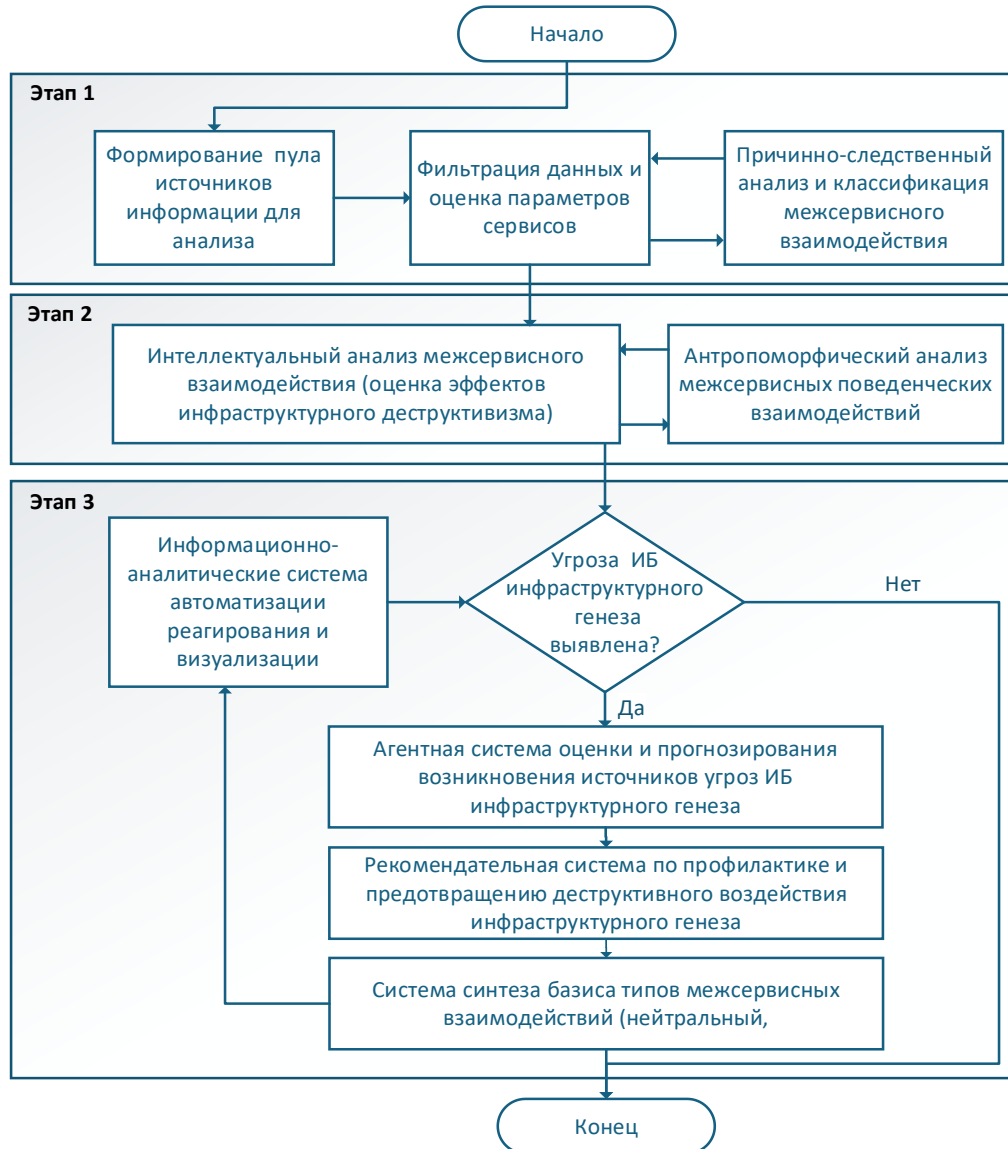 Начало
Этап 1
Формирование пула
источников
информации для
анализа
Фильтрация данных и
оценка параметров
сервисов
Причинно-следственный
анализ и классификация
межсервисного
взаимодействия
Этап 2
Интеллектуальный анализ межсервисного
взаимодействия (оценка эффектов
инфраструктурного деструктивизма)
Антропоморфический анализ
межсервисных поведенческих
взаимодействий
Этап 3
Информационно-
аналитические система
автоматизации
реагирования и
визуализации
Угроза ИБ
инфраструктурного
генеза
выявлена?
Нет
Да
Агентная система оценки и прогнозирования
возникновения источников угроз ИБ
инфраструктурного генеза
Рекомендательная система по профилактике и
предотвращению деструктивного воздействия
инфраструктурного генеза
Система синтеза базиса типов межсервисных
взаимодействий (нейтральный,
Конец